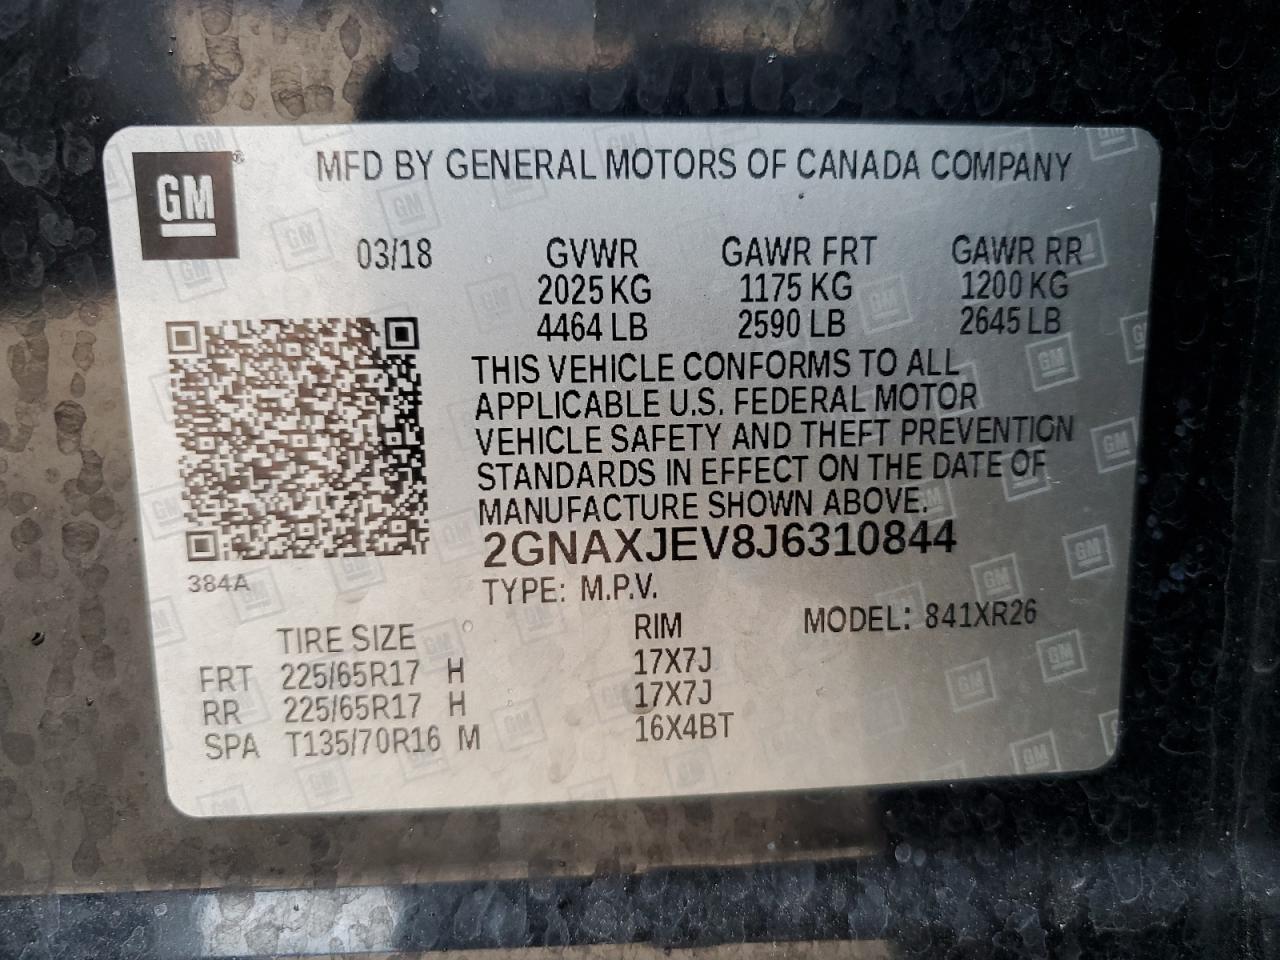 GM
MFD BY GENERAL MOTORS OF CANADA COMPANY
03/18 GVWR GAWR FRT GAWR RR
2025 KG 1175 KG 1200 KG
4464 LB 2590 LB 2645 LB
THIS VEHICLE CONFORMS TO ALL
APPLICABLE U.S. FEDERAL MOTOR
VEHICLE SAFETY AND THEFT PREVENTION
STANDARDS IN EFFECT ON THE DATE OF
MANUFACTURE SHOWN ABOVE.
2GNAXJEV8J6310844
384A
TYPE: M.P.V.
MODEL: 841XR26
TIRE SIZE RIM
FRT 225/65R17 H 17X7J
RR 225/65R17 H 17X7J
SPA T135/70R16 M 16X4BT